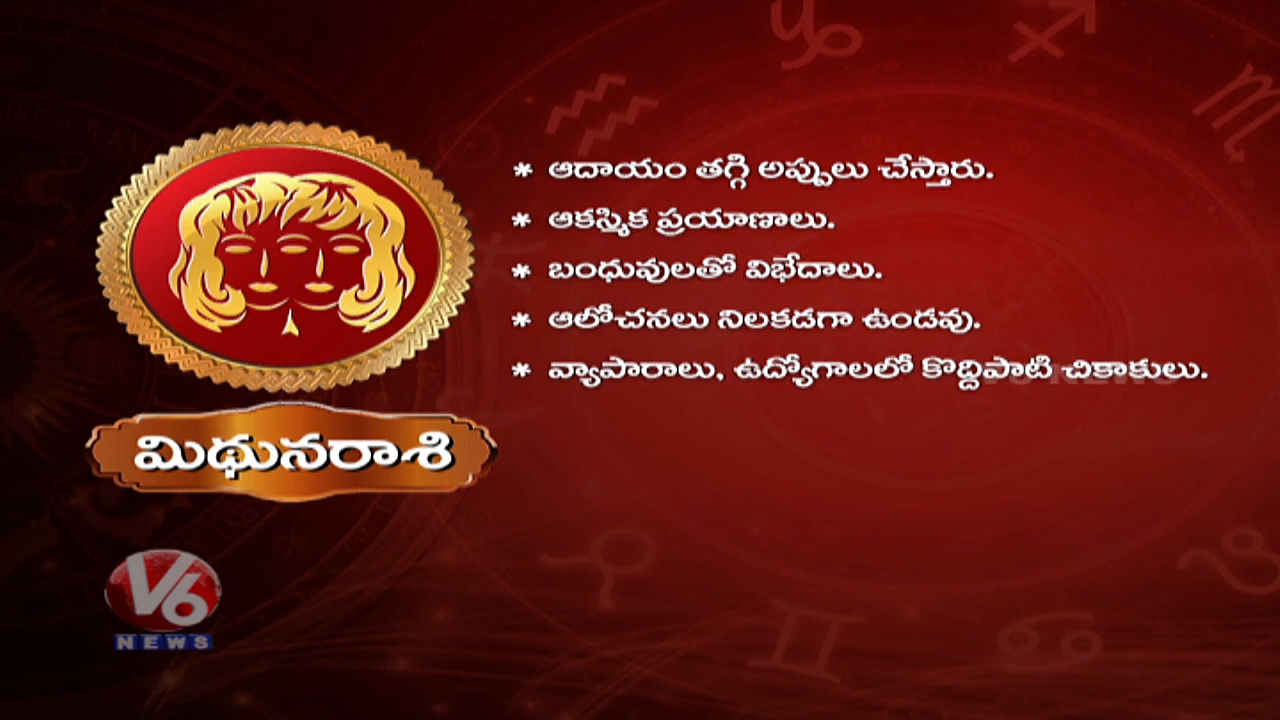 * ఆదాయం తగ్గి అప్పులు చేస్తారు.
* ఆకస్మిక ప్రయాణాలు.
* బంధువులతో విభేదాలు.
* ఆలోచనలు నిలకడగా ఉండవు.
* వ్యాపారాలు, ఉద్యోగాలలో కొద్దిపాటి చికాకులు.
మిథునరాశి
V6
NEWS